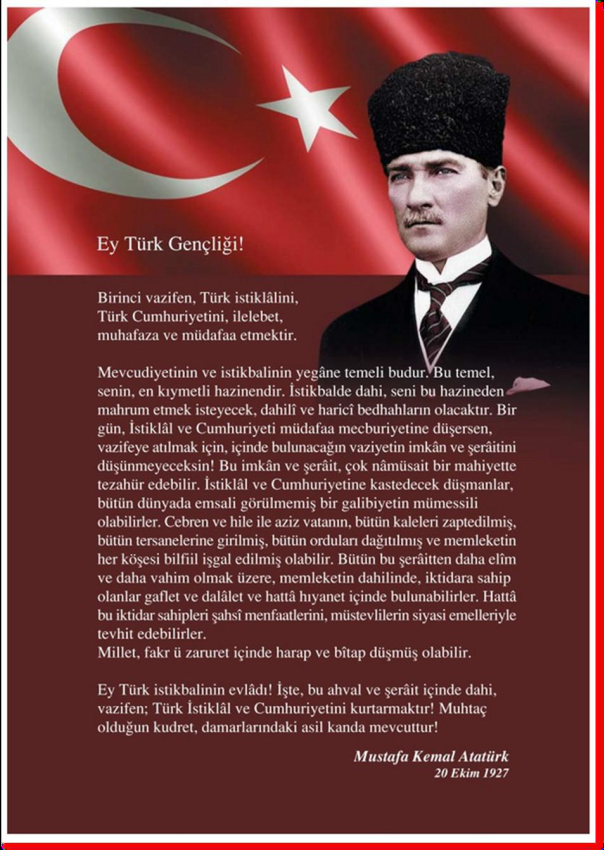 Ey Türk Gençliği!
Birinci vazifen, Türk istiklâlini,
Türk Cumhuriyetini, ilelebet,
muhafaza ve müdafaa etmektir.
Mevcudiyetinin ve istikbalinin yegâne temeli budur. Bu temel,
senin, en kıymetli hazinendir. İstikbalde dahi, seni bu hazineden
mahrum etmek isteyecek, dahilî ve haricî bedhahların olacaktır. Bir
gün, İstiklâl ve Cumhuriyeti müdafaa mecburiyetine düşersen,
vazifeye atılmak için, içinde bulunacağın vaziyetin imkân ve şerâitini
düşünmeyeceksin! Bu imkân ve şerâit, çok nâmüsait bir mahiyette
tezahür edebilir. İstiklâl ve Cumhuriyetine kastedecek düşmanlar,
bütün dünyada emsali görülmemiş bir galibiyetin mümessili
olabilirler. Cebren ve hile ile aziz vatanın, bütün kaleleri zaptedilmiş,
bütün tersanelerine girilmiş, bütün orduları dağıtılmış ve memleketin
her köşesi bilfiil işgal edilmiş olabilir. Bütün bu şerâitten daha elîm
ve daha vahim olmak üzere, memleketin dahilinde, iktidara sahip
olanlar gaflet ve dalâlet ve hattâ hıyanet içinde bulunabilirler. Hattâ
bu iktidar sahipleri şahsî menfaatlerini, müstevlilerin siyasi emelleriyle
tevhit edebilirler.
Millet, fakr ü zaruret içinde harap ve bîtap düşmüş olabilir.
Ey Türk istikbalinin evlâdı! İşte, bu ahval ve şerâit içinde dahi,
vazifen; Türk İstiklâl ve Cumhuriyetini kurtarmaktır! Muhtaç
olduğun kudret, damarlarındaki asil kanda mevcuttur!
Mustafa Kemal Atatürk
20 Ekim 1927